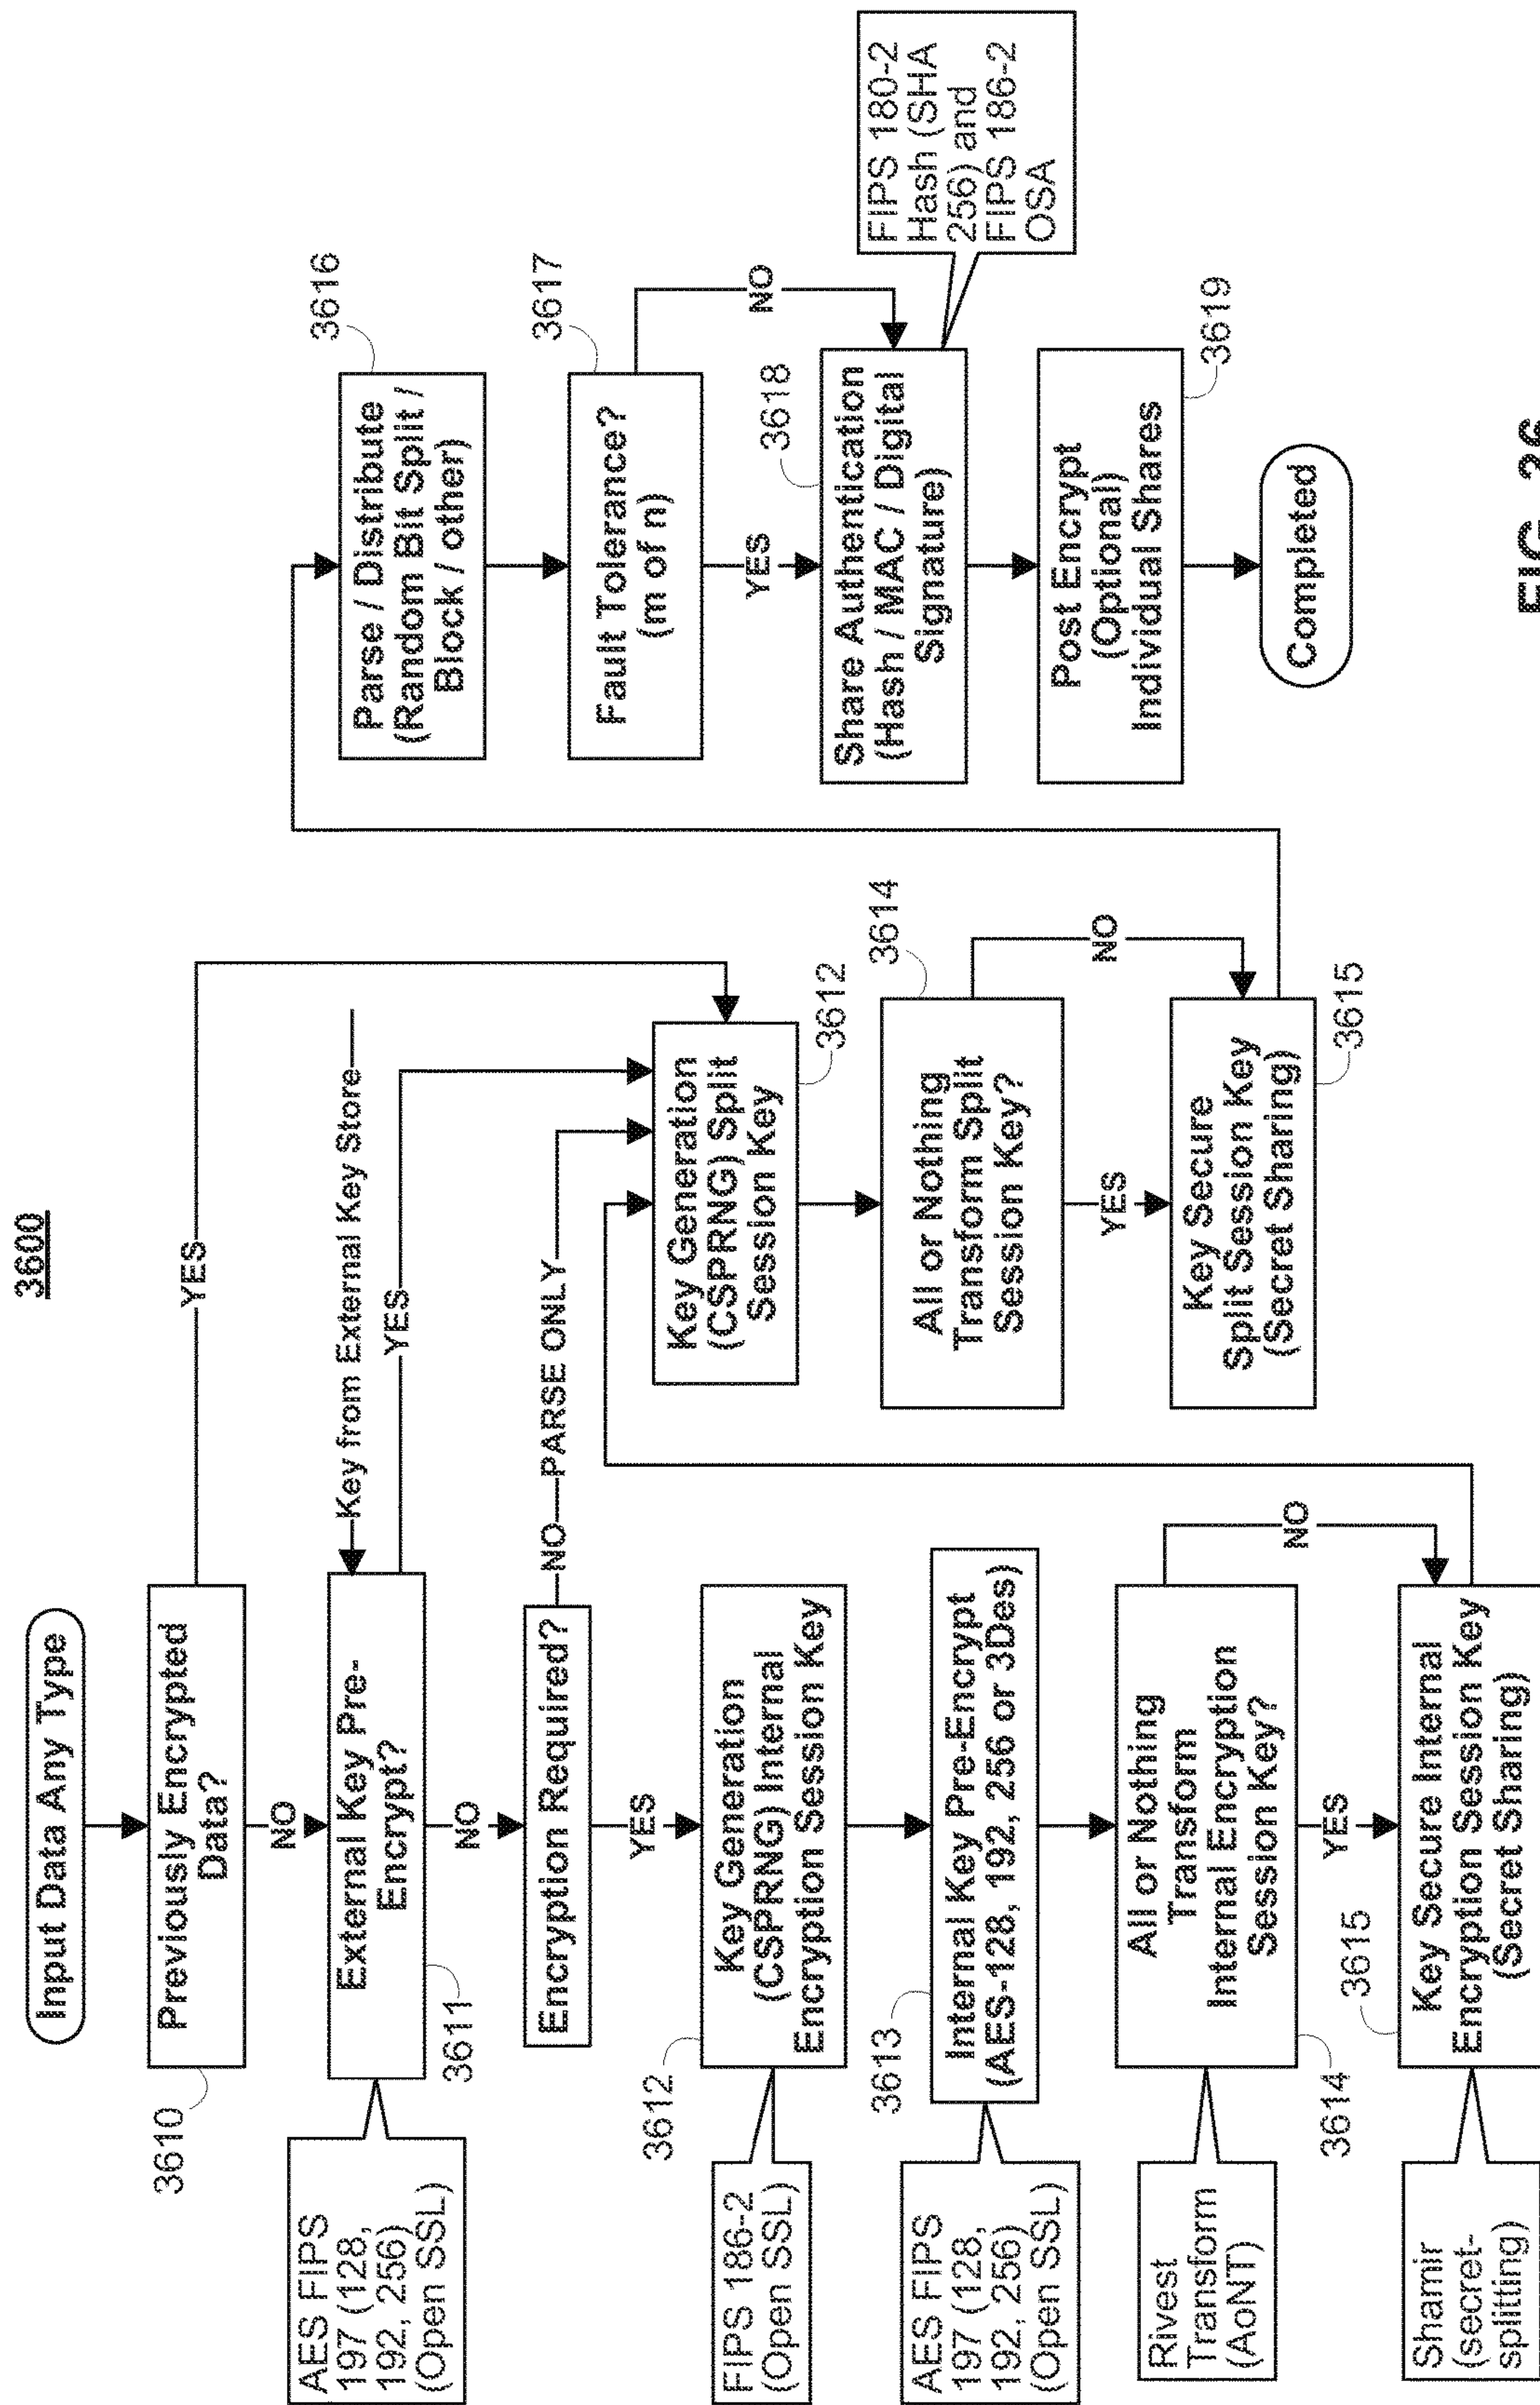 3600
Input Data Any Type
Previously Encrypted
Data?
3610
YES
NO
External Key Pre-
Encrypt?
3611
Key from External Key Store
YES
AES FIPS
197 (128,
192, 256)
(Open SSL)
NO
Encryption Required?
NO
PARSE ONLY
YES
Key Generation
(CSPRNG) Internal
Encryption Session Key
3612
FIPS 186-2
(Open SSL)
Internal Key Pre-Encrypt
(AES-128, 192, 256 or 3Des)
3613
AES FIPS
197 (128,
192, 256)
(Open SSL)
All or Nothing
Transform
Internal Encryption
Session Key?
3614
Rivest
Transform
(AoNT)
NO
YES
Key Secure Internal
Encryption Session Key
(Secret Sharing)
3615
Shamir
(secret-
splitting)
Key Generation
(CSPRNG) Split
Session Key
3612
All or Nothing
Transform Split
Session Key?
3614
NO
YES
Key Secure
Split Session Key
(Secret Sharing)
3615
Parse / Distribute
(Random Bit Split /
Block / other)
3616
Fault Tolerance?
(m of n)
3617
NO
YES
Share Authentication
(Hash / MAC / Digital
Signature)
3618
FIPS 180-2
Hash (SHA
256) and
FIPS 186-2
OSA
Post Encrypt
(Optional)
Individual Shares
3619
Completed
FIG. 36